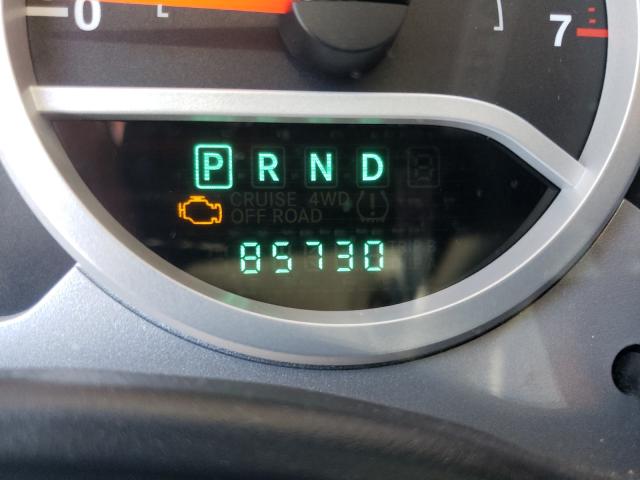 0 7
P R N D
CRUISE 4WD
OFF ROAD
85730